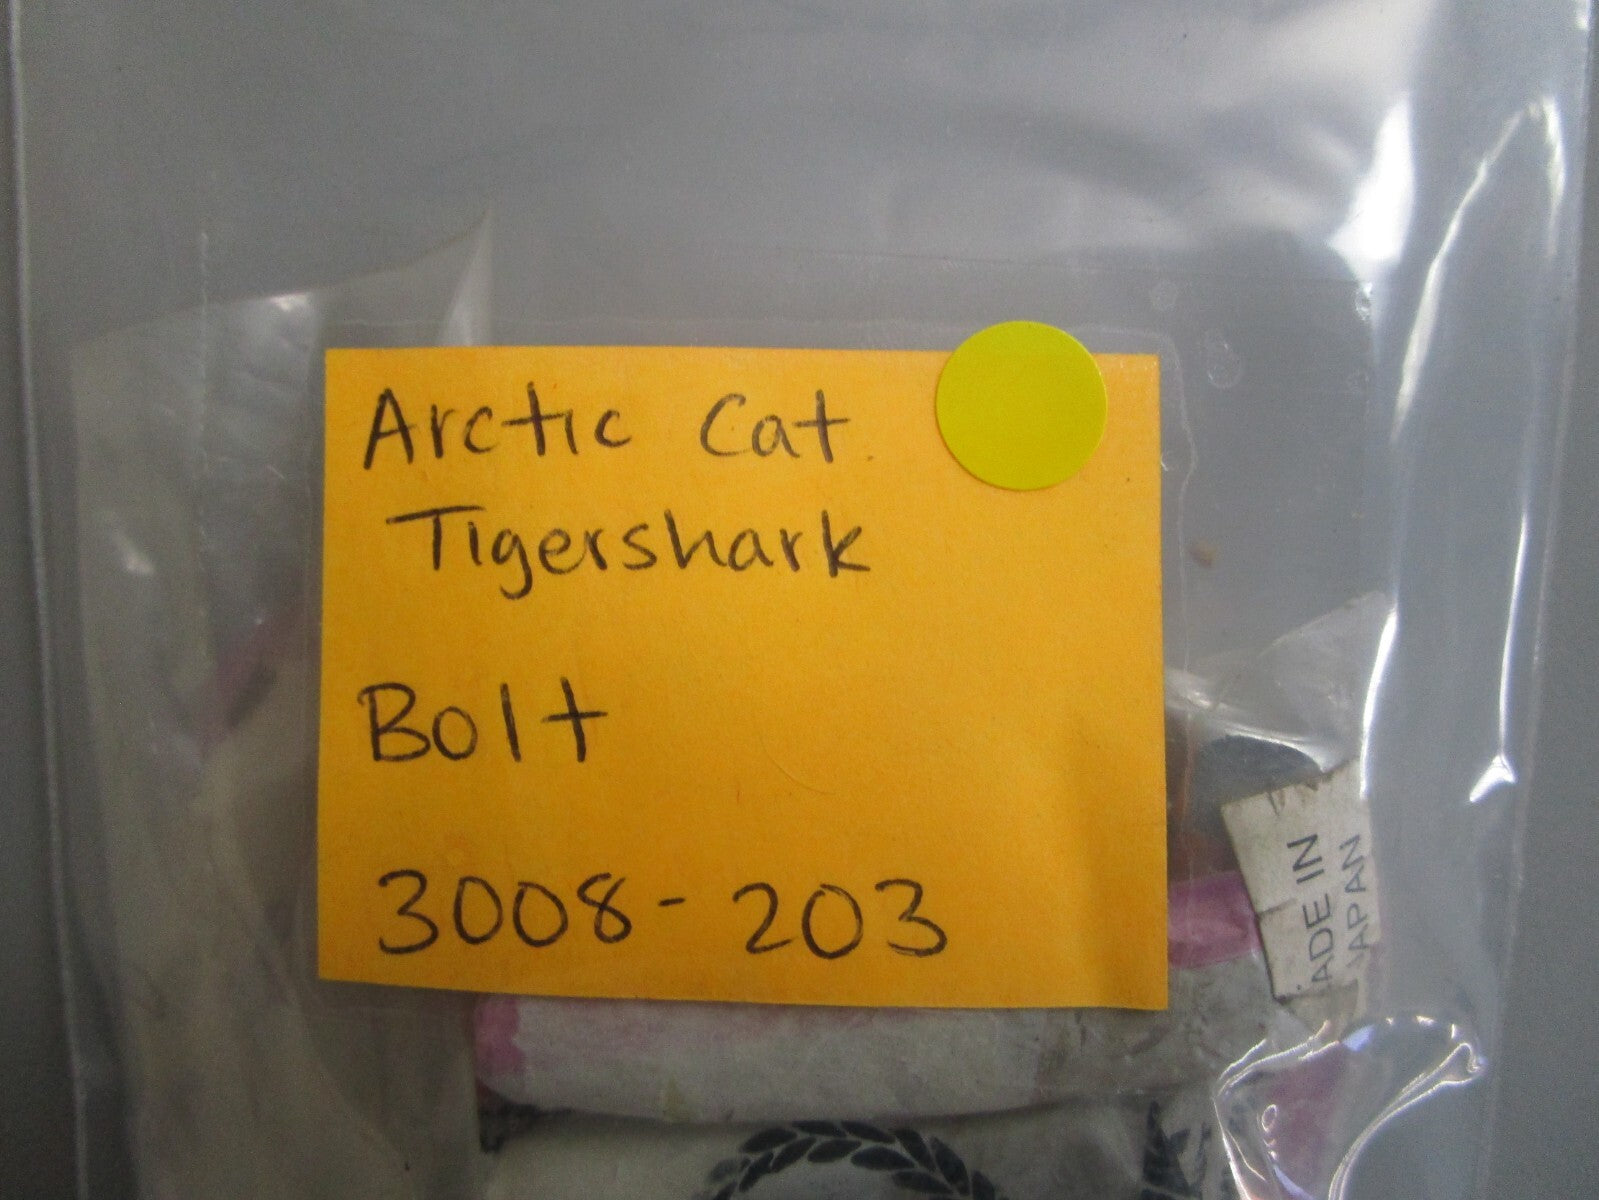 Arctic Cat
Tigershark
Bolt
3008-203
ADE IN
JAPAN